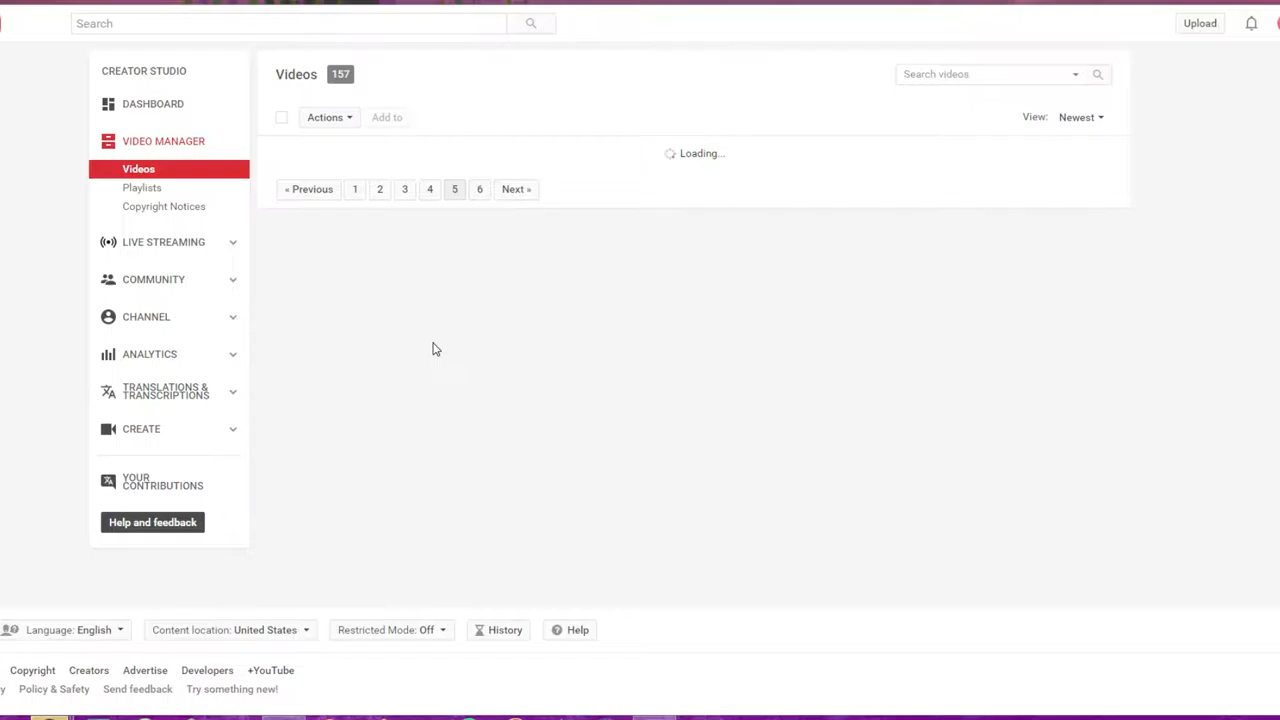 Search
Upload
CREATOR STUDIO
DASHBOARD
VIDEO MANAGER
Videos
Playlists
Copyright Notices
LIVE STREAMING
COMMUNITY
CHANNEL
ANALYTICS
TRANSLATIONS &
TRANSCRIPTIONS
CREATE
YOUR
CONTRIBUTIONS
Help and feedback
Videos 157
Search videos
Actions Add to
View: Newest
Loading...
« Previous 1 2 3 4 5 6 Next »
Language: English Content location: United States Restricted Mode: Off History Help
Copyright Creators Advertise Developers +YouTube
Policy & Safety Send feedback Try something new!